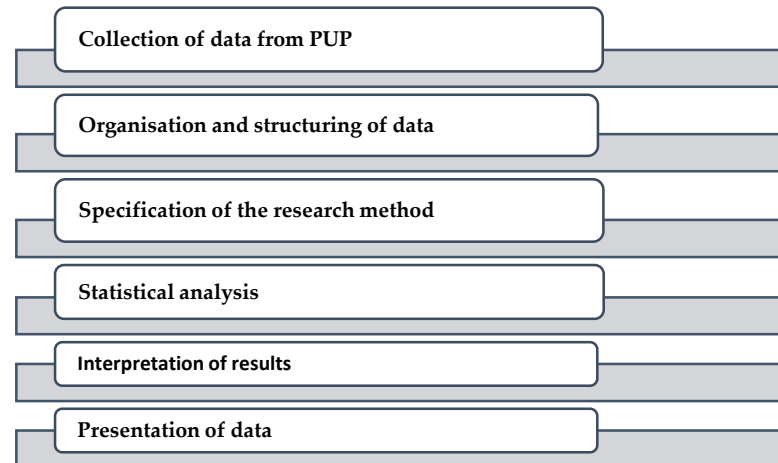 Collection of data from PUP
Organisation and structuring of data
Specification of the research method
Statistical analysis
Interpretation of results
Presentation of data